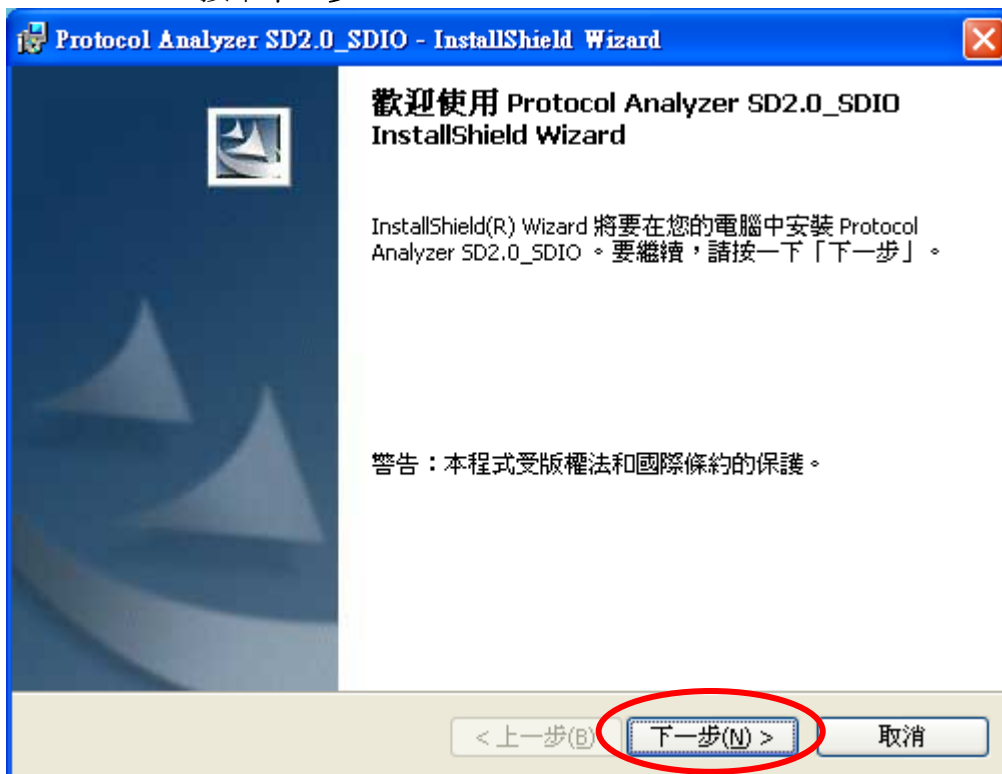 Protocol Analyzer SD2.0_SDIO - InstallShield Wizard
歡迎使用 Protocol Analyzer SD2.0_SDIO
InstallShield Wizard
InstallShield(R) Wizard 將要在您的電腦中安裝 Protocol
Analyzer SD2.0_SDIO 。要繼續，請按一下「下一步」。
警告：本程式受版權法和國際條約的保護。
<上一步(B) 下一步(N) > 取消